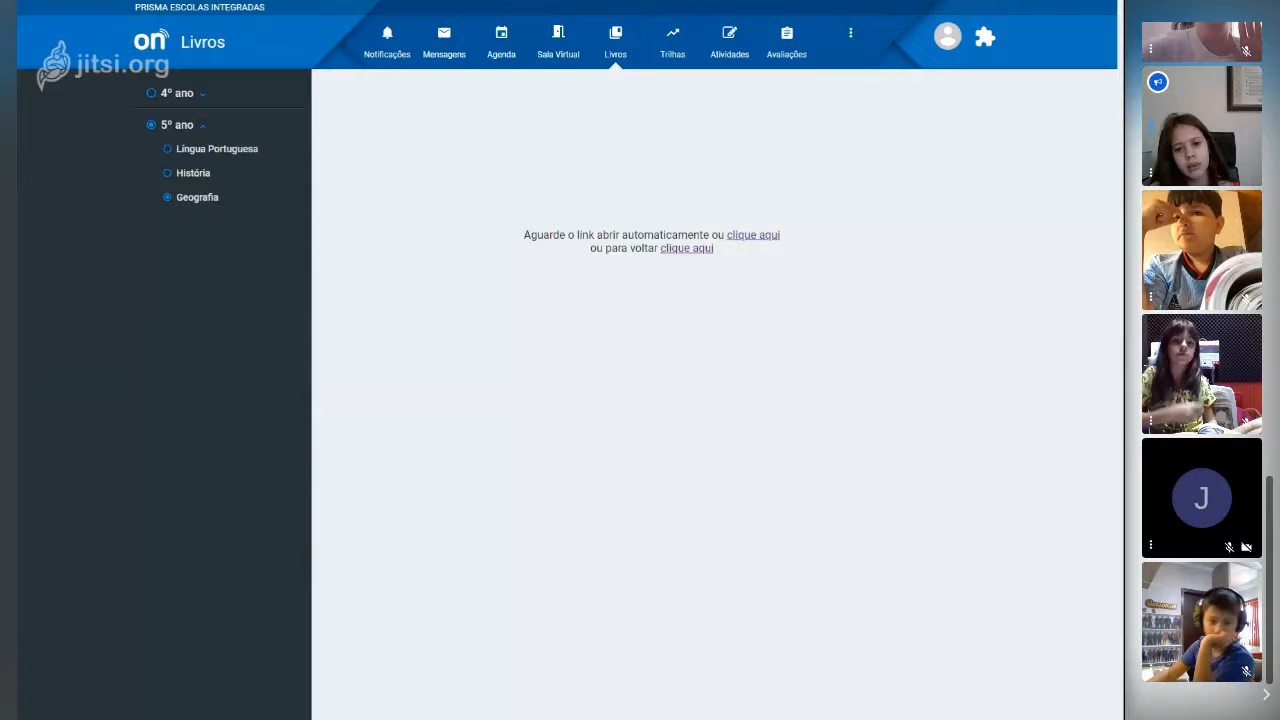 PRISMA ESCOLAS INTEGRADAS
on Livros
jitsi.org
Notificações
Mensagens
Agenda
Sala Virtual
Livros
Trilhas
Atividades
Avaliações
4º ano
5º ano
Língua Portuguesa
História
Geografia
Aguarde o link abrir automaticamente ou clique aqui
ou para voltar clique aqui
J